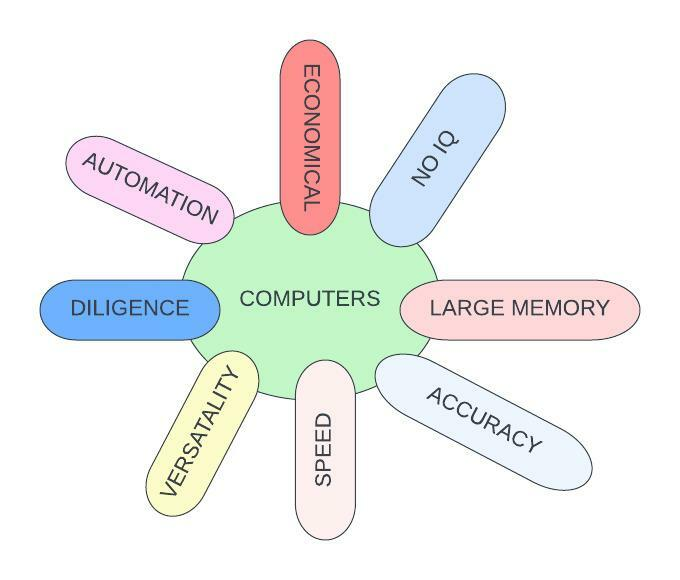 ECONOMICAL
NO IQ
AUTOMATION
COMPUTERS
DILIGENCE
LARGE MEMORY
VERSATALITY
SPEED
ACCURACY